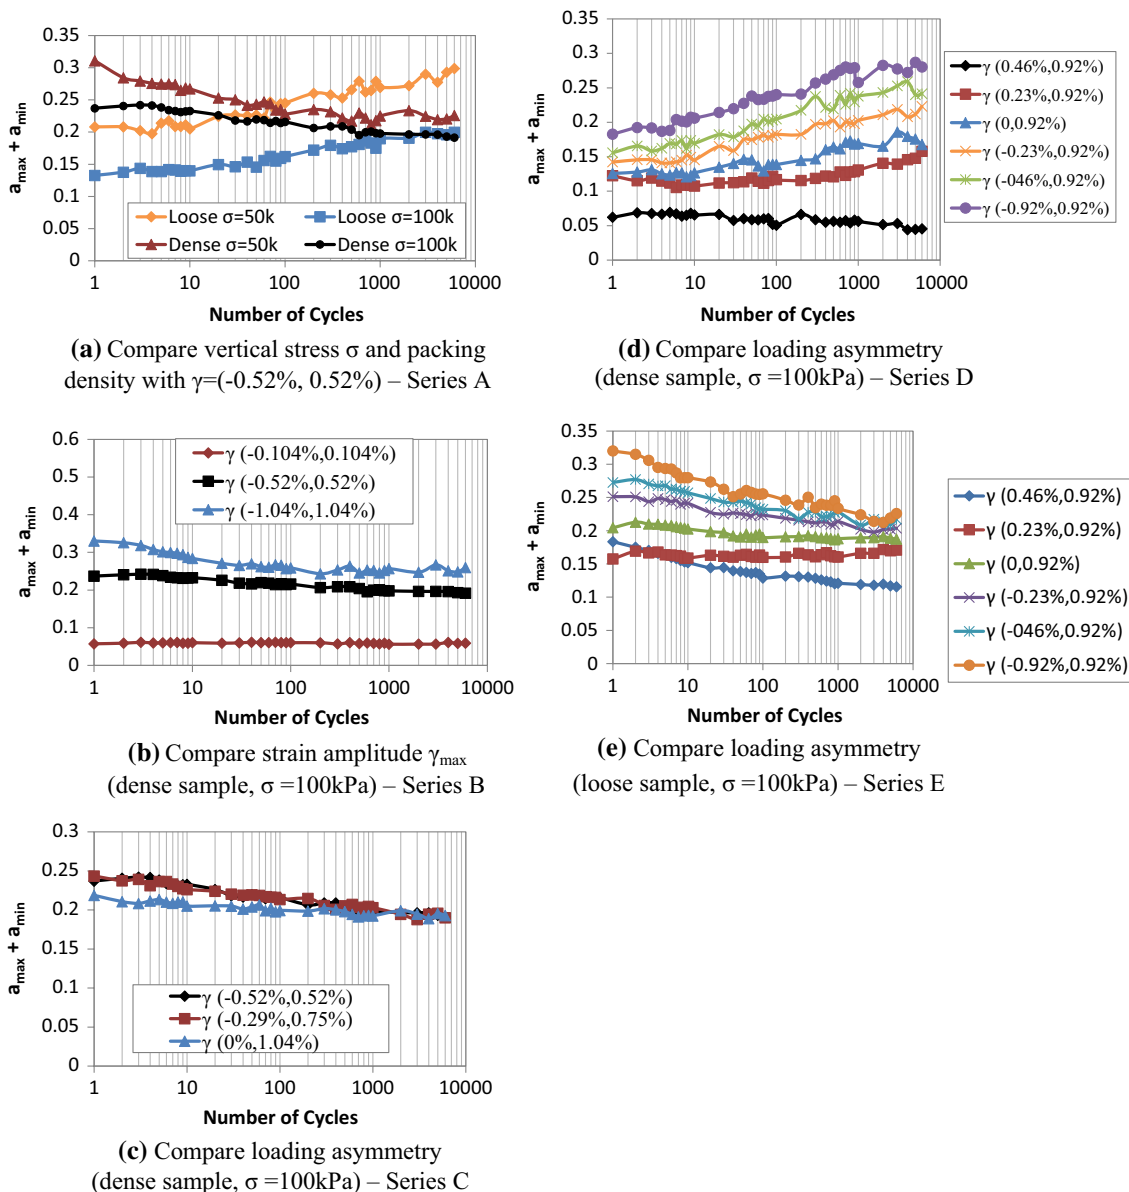 0.35
0.3
0.25
0.2
0.15
0.1
0.05
0
a_max + a_min
Loose σ=50k
Loose σ=100k
Dense σ=50k
Dense σ=100k
1 10 100 1000 10000
Number of Cycles
(a) Compare vertical stress σ and packing
density with γ=(-0.52%, 0.52%) – Series A
0.6
0.5
0.4
0.3
0.2
0.1
0
a_max + a_min
γ (-0.104%,0.104%)
γ (-0.52%,0.52%)
γ (-1.04%,1.04%)
1 10 100 1000 10000
Number of Cycles
(b) Compare strain amplitude γ_max
(dense sample, σ =100kPa) – Series B
0.3
0.25
0.2
0.15
0.1
0.05
0
a_max + a_min
γ (-0.52%,0.52%)
γ (-0.29%,0.75%)
γ (0%,1.04%)
1 10 100 1000 10000
Number of Cycles
(c) Compare loading asymmetry
(dense sample, σ =100kPa) – Series C
0.35
0.3
0.25
0.2
0.15
0.1
0.05
0
a_max + a_min
γ (0.46%,0.92%)
γ (0.23%,0.92%)
γ (0,0.92%)
γ (-0.23%,0.92%)
γ (-046%,0.92%)
γ (-0.92%,0.92%)
1 10 100 1000 10000
Number of Cycles
(d) Compare loading asymmetry
(dense sample, σ =100kPa) – Series D
0.35
0.3
0.25
0.2
0.15
0.1
0.05
0
a_max + a_min
γ (0.46%,0.92%)
γ (0.23%,0.92%)
γ (0,0.92%)
γ (-0.23%,0.92%)
γ (-046%,0.92%)
γ (-0.92%,0.92%)
1 10 100 1000 10000
Number of Cycles
(e) Compare loading asymmetry
(loose sample, σ =100kPa) – Series E